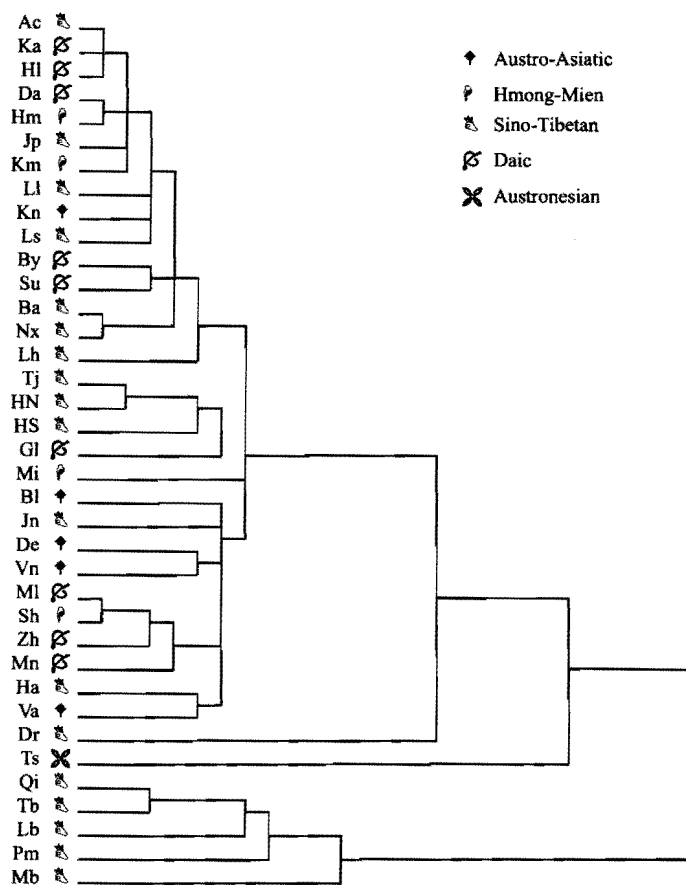 Ac
Ka
Hl
Da
Hm
Jp
Km
Ll
Kn
Ls
By
Su
Ba
Nx
Lh
Tj
HN
HS
Gl
Mi
Bl
Jn
De
Vn
Ml
Sh
Zh
Mn
Ha
Va
Dr
Ts
Qi
Tb
Lb
Pm
Mb
Austro-Asiatic
Hmong-Mien
Sino-Tibetan
Daic
Austronesian